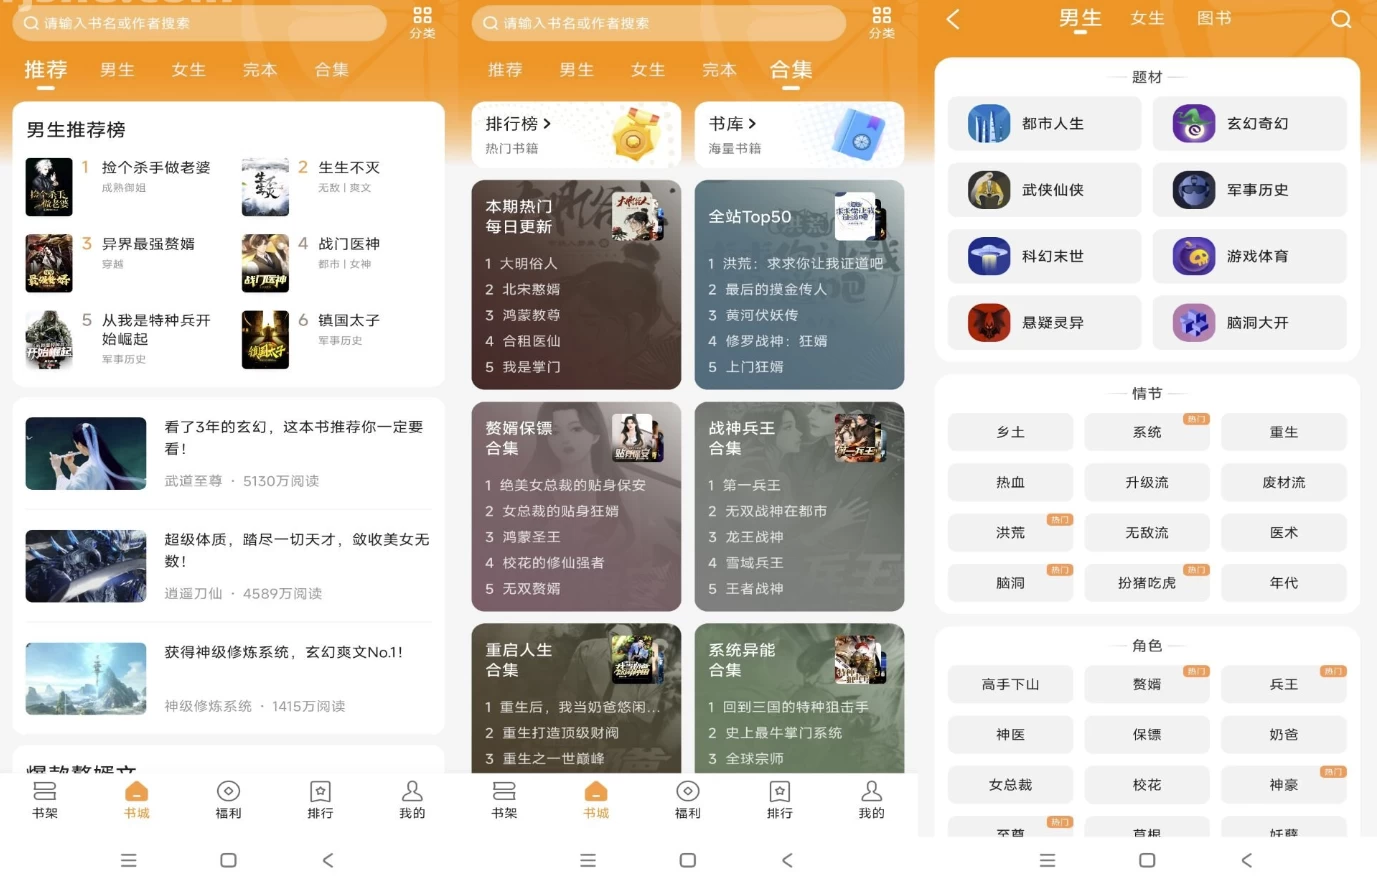 请输入书名或作者搜索
分类
推荐 男生 女生 完本 合集
男生推荐榜
1 捡个杀手做老婆
成熟御姐
2 生生不灭
无敌 | 爽文
3 异界最强赘婿
穿越
4 战门医神
都市 | 女神
5 从我是特种兵开
始崛起
军事历史
6 镇国太子
军事历史
看了3年的玄幻，这本书推荐你一定要
看！
武道至尊 · 5130万阅读
超级体质，踏尽一切天才，敛收美女无
数！
逍遥刀仙 · 4589万阅读
获得神级修炼系统，玄幻爽文No.1！
神级修炼系统 · 1415万阅读
爆款赘婿文
书架 书城 福利 排行 我的
请输入书名或作者搜索
分类
推荐 男生 女生 完本 合集
排行榜
热门书籍
书库
海量书籍
本期热门
每日更新
1 大明俗人
2 北宋憨婿
3 鸿蒙教尊
4 合租医仙
5 我是掌门
全站Top50
1 洪荒：求求你让我证道吧
2 最后的摸金传人
3 黄河伏妖传
4 修罗战神：狂婿
5 上门狂婿
赘婿保镖
合集
1 绝美女总裁的贴身保安
2 女总裁的贴身狂婿
3 鸿蒙圣王
4 校花的修仙强者
5 无双赘婿
战神兵王
合集
1 第一兵王
2 无双战神在都市
3 龙王战神
4 雪域兵王
5 王者战神
重启人生
合集
1 重生后，我当奶爸悠闲...
2 重生打造顶级财阀
3 重生之一世巅峰
系统异能
合集
1 回到三国的特种狙击手
2 史上最牛掌门系统
3 全球宗师
书架 书城 福利 排行 我的
男生 女生 图书
题材
都市人生 玄幻奇幻
武侠仙侠 军事历史
科幻末世 游戏体育
悬疑灵异 脑洞大开
情节
乡土 系统 热门 重生
热血 升级流 废材流
洪荒 热门 无敌流 医术
脑洞 热门 扮猪吃虎 热门 年代
角色
高手下山 赘婿 热门 兵王 热门
神医 保镖 奶爸
女总裁 校花 神豪 热门
至尊 热门 草根 妖孽